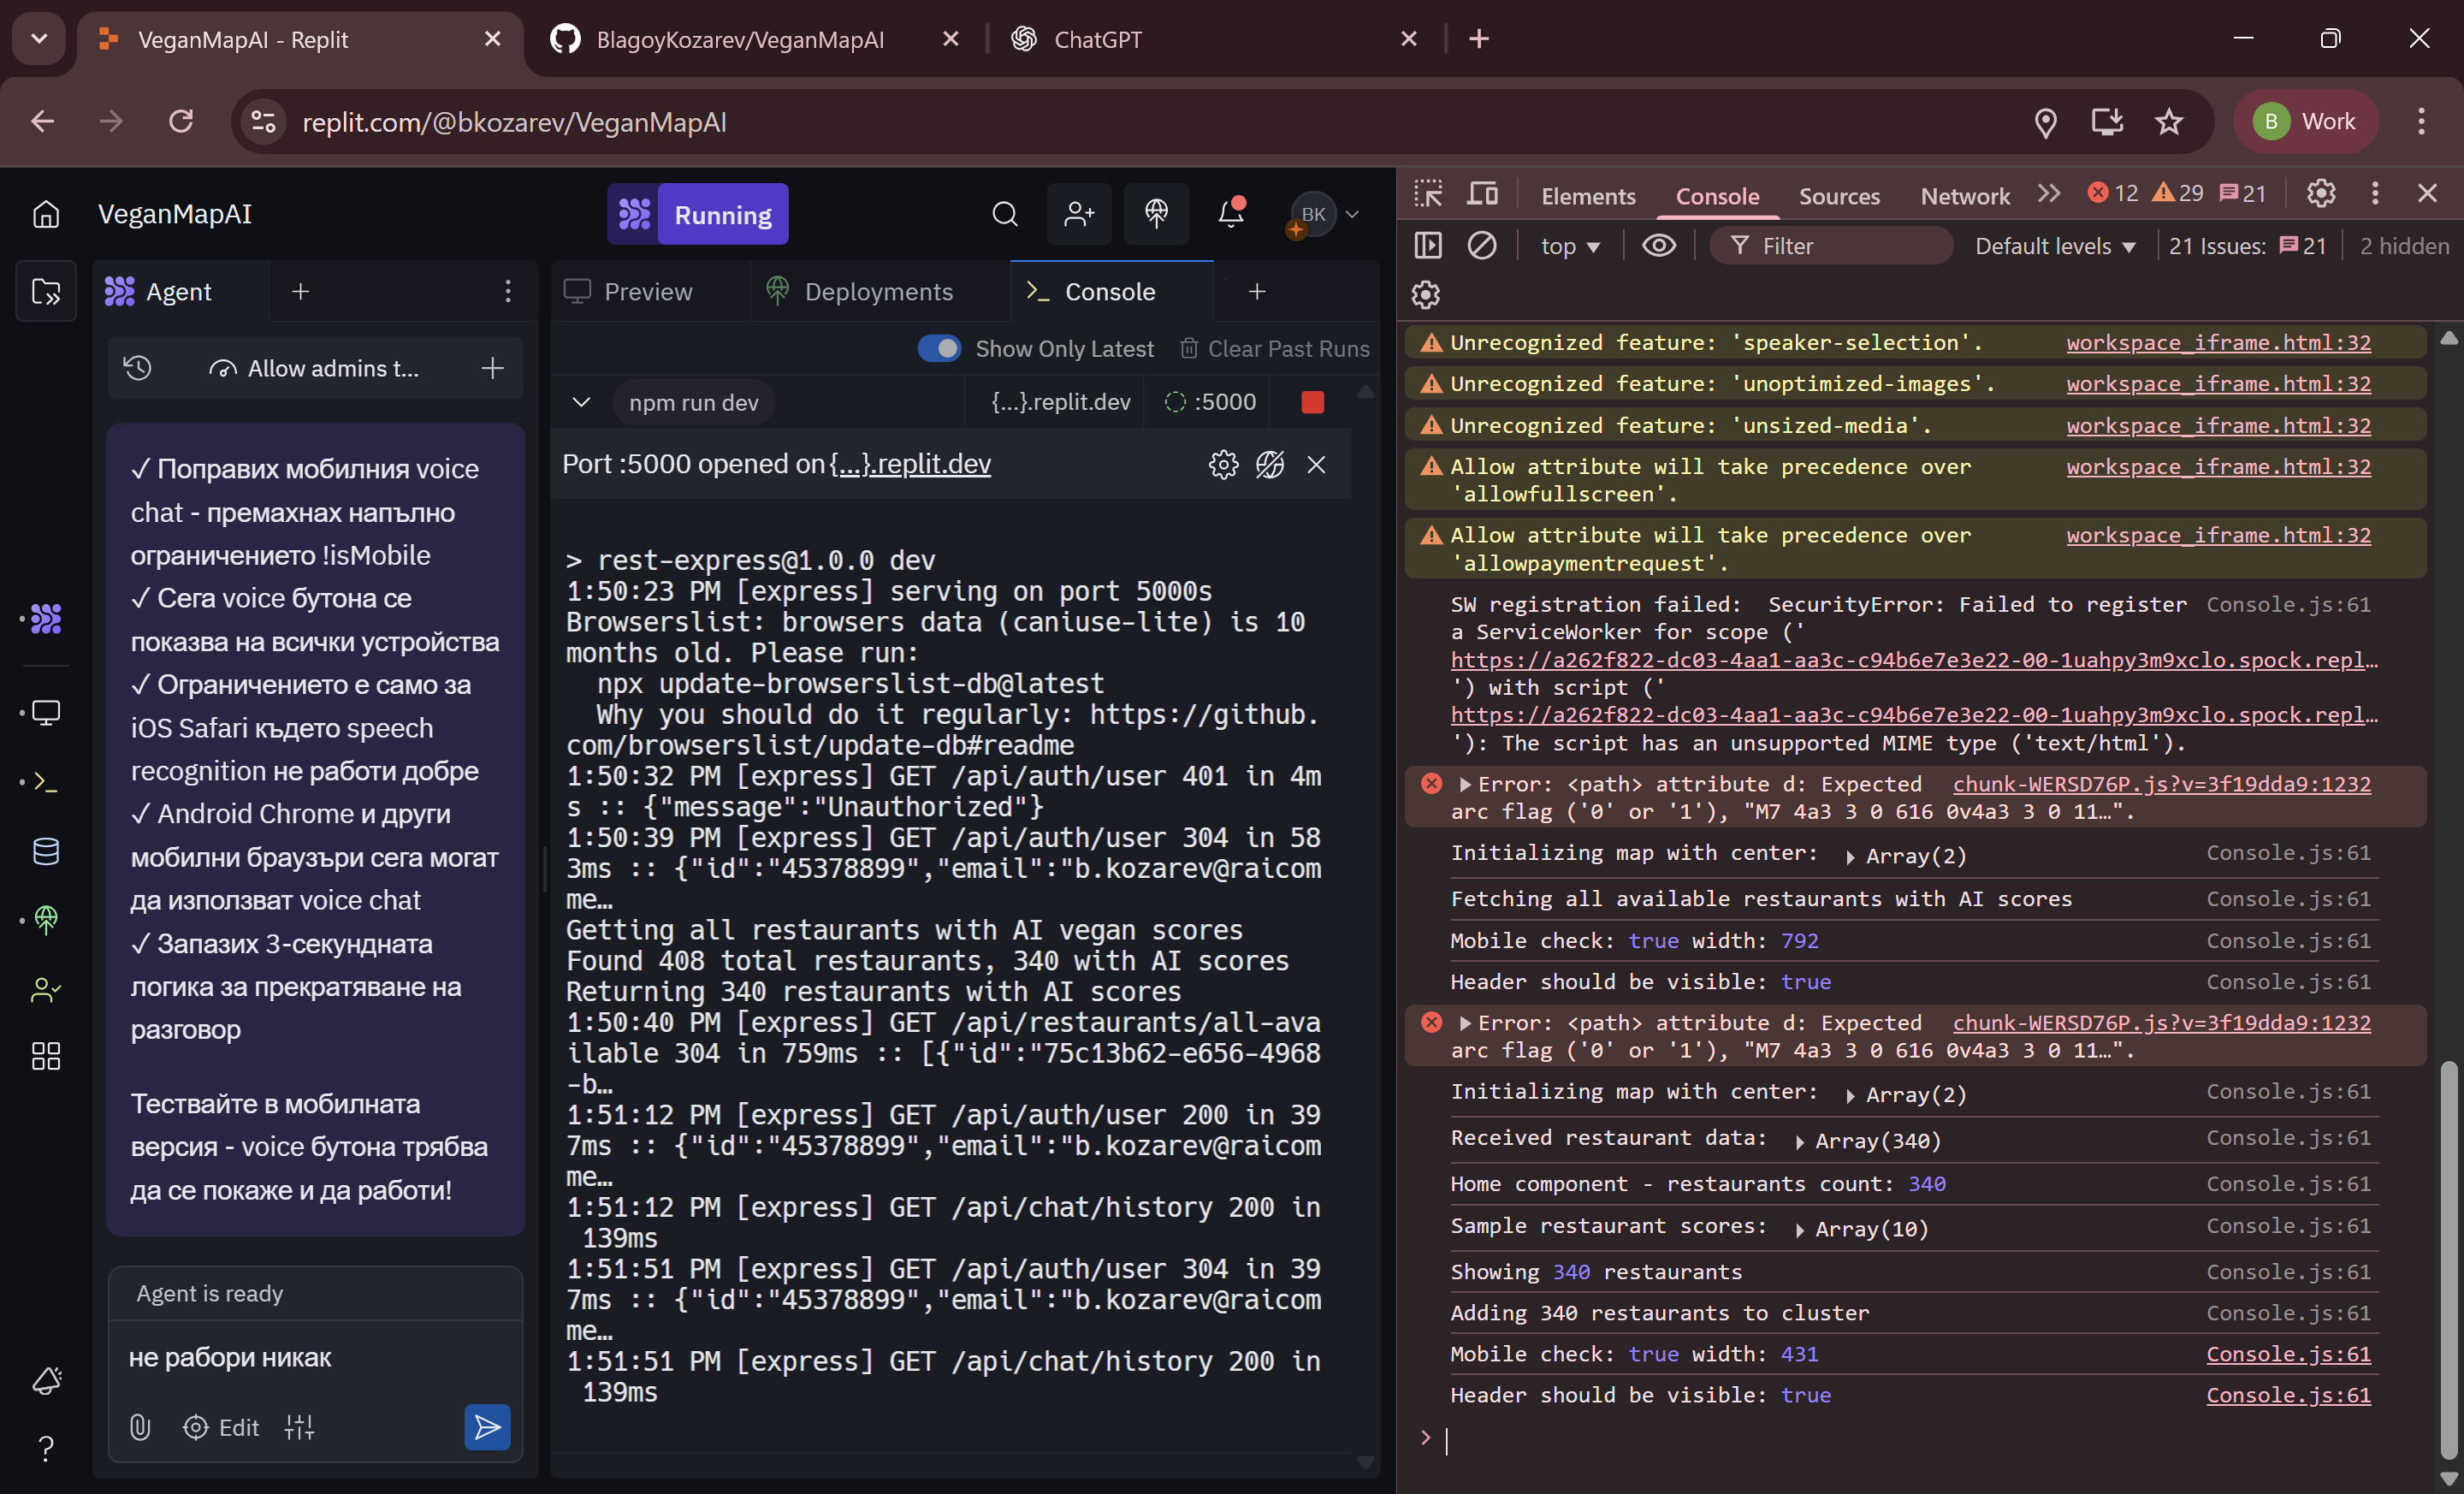 VeganMapAI - Replit
BlagoyKozarev/VeganMapAI
ChatGPT
replit.com/@bkozarev/VeganMapAI
B Work
VeganMapAI
Running
BK
Agent
Allow admins t...
✓ Поправих мобилния voice
chat - премахнах напълно
ограничението !isMobile
✓ Сега voice бутона се
показва на всички устройства
✓ Ограничението е само за
iOS Safari където speech
recognition не работи добре
✓ Android Chrome и други
мобилни браузъри сега могат
да използват voice chat
✓ Запазих 3-секундната
логика за прекратяване на
разговор
Тествайте в мобилната
версия - voice бутона трябва
да се покаже и да работи!
Agent is ready
не рабори никак
Edit
Preview
Deployments
Console
Show Only Latest
Clear Past Runs
npm run dev
{...}.replit.dev
:5000
Port :5000 opened on {...}.replit.dev
> rest-express@1.0.0 dev
1:50:23 PM [express] serving on port 5000s
Browserslist: browsers data (caniuse-lite) is 10
months old. Please run:
npx update-browserslist-db@latest
Why you should do it regularly: https://github.
com/browserslist/update-db#readme
1:50:32 PM [express] GET /api/auth/user 401 in 4m
s :: {"message":"Unauthorized"}
1:50:39 PM [express] GET /api/auth/user 304 in 58
3ms :: {"id":"45378899","email":"b.kozarev@raicom
me…
Getting all restaurants with AI vegan scores
Found 408 total restaurants, 340 with AI scores
Returning 340 restaurants with AI scores
1:50:40 PM [express] GET /api/restaurants/all-ava
ilable 304 in 759ms :: [{"id":"75c13b62-e656-4968
-b…
1:51:12 PM [express] GET /api/auth/user 200 in 39
7ms :: {"id":"45378899","email":"b.kozarev@raicom
me…
1:51:12 PM [express] GET /api/chat/history 200 in
139ms
1:51:51 PM [express] GET /api/auth/user 304 in 39
7ms :: {"id":"45378899","email":"b.kozarev@raicom
me…
1:51:51 PM [express] GET /api/chat/history 200 in
139ms
Elements
Console
Sources
Network
12
29
21
top
Filter
Default levels
21 Issues: 21
2 hidden
Unrecognized feature: 'speaker-selection'. workspace_iframe.html:32
Unrecognized feature: 'unoptimized-images'. workspace_iframe.html:32
Unrecognized feature: 'unsized-media'. workspace_iframe.html:32
Allow attribute will take precedence over workspace_iframe.html:32
'allowfullscreen'.
Allow attribute will take precedence over workspace_iframe.html:32
'allowpaymentrequest'.
SW registration failed: SecurityError: Failed to register Console.js:61
a ServiceWorker for scope ('
https://a262f822-dc03-4aa1-aa3c-c94b6e7e3e22-00-1uahpy3m9xclo.spock.repl…
') with script ('
https://a262f822-dc03-4aa1-aa3c-c94b6e7e3e22-00-1uahpy3m9xclo.spock.repl…
'): The script has an unsupported MIME type ('text/html').
Error: <path> attribute d: Expected chunk-WERSD76P.js?v=3f19dda9:1232
arc flag ('0' or '1'), "M7 4a3 3 0 616 0v4a3 3 0 11…".
Initializing map with center: Array(2) Console.js:61
Fetching all available restaurants with AI scores Console.js:61
Mobile check: true width: 792 Console.js:61
Header should be visible: true Console.js:61
Error: <path> attribute d: Expected chunk-WERSD76P.js?v=3f19dda9:1232
arc flag ('0' or '1'), "M7 4a3 3 0 616 0v4a3 3 0 11…".
Initializing map with center: Array(2) Console.js:61
Received restaurant data: Array(340) Console.js:61
Home component - restaurants count: 340 Console.js:61
Sample restaurant scores: Array(10) Console.js:61
Showing 340 restaurants Console.js:61
Adding 340 restaurants to cluster Console.js:61
Mobile check: true width: 431 Console.js:61
Header should be visible: true Console.js:61
>